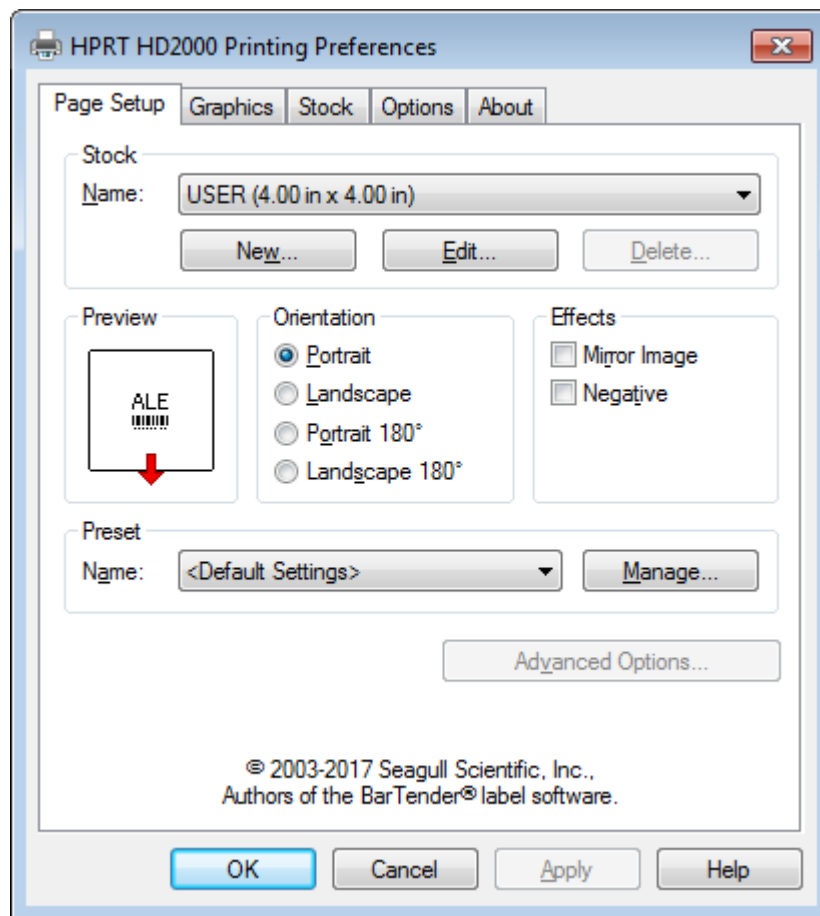 HPRT HD2000 Printing Preferences
Page Setup Graphics Stock Options About
Stock
Name: USER (4.00 in x 4.00 in)
New... Edit... Delete...
Preview Orientation Effects
ALE
Portrait
Landscape
Portrait 180°
Landscape 180°
Mirror Image
Negative
Preset
Name: <Default Settings> Manage...
Advanced Options...
© 2003-2017 Seagull Scientific, Inc.,
Authors of the BarTender® label software.
OK Cancel Apply Help